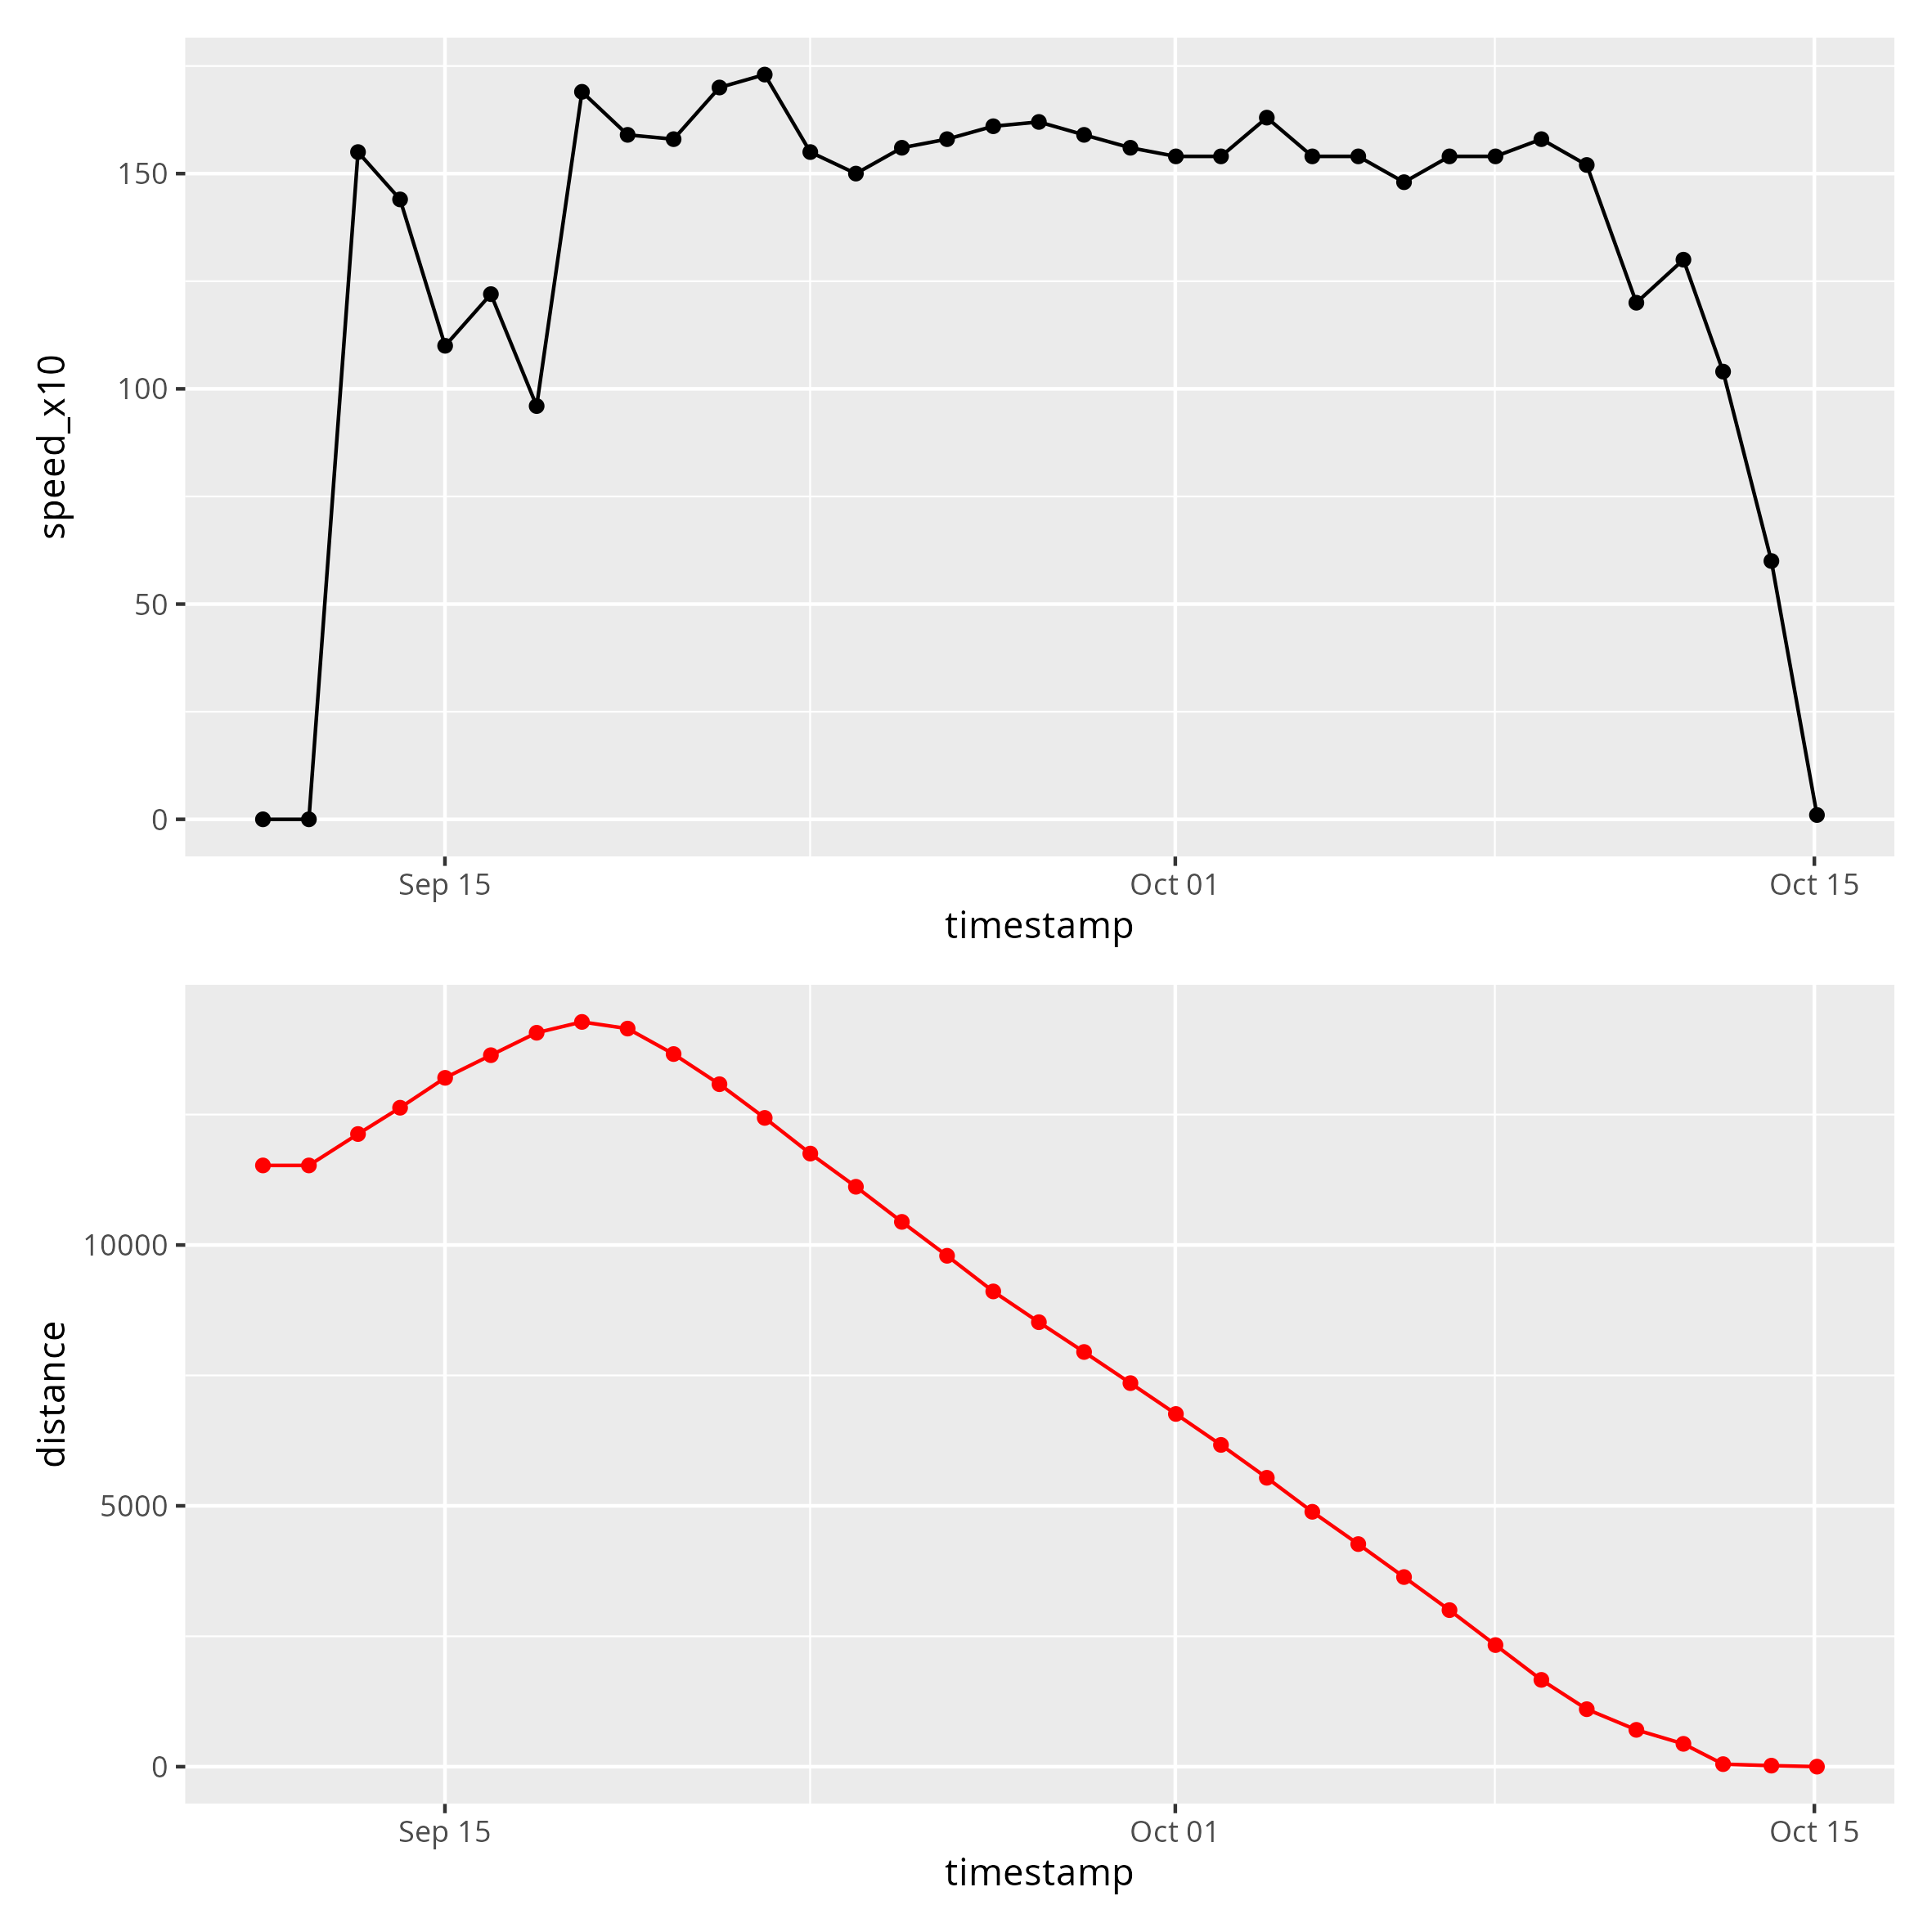 speed_x10
150
100
50
0
Sep 15 Oct 01 Oct 15
timestamp
distance
10000
5000
0
Sep 15 Oct 01 Oct 15
timestamp